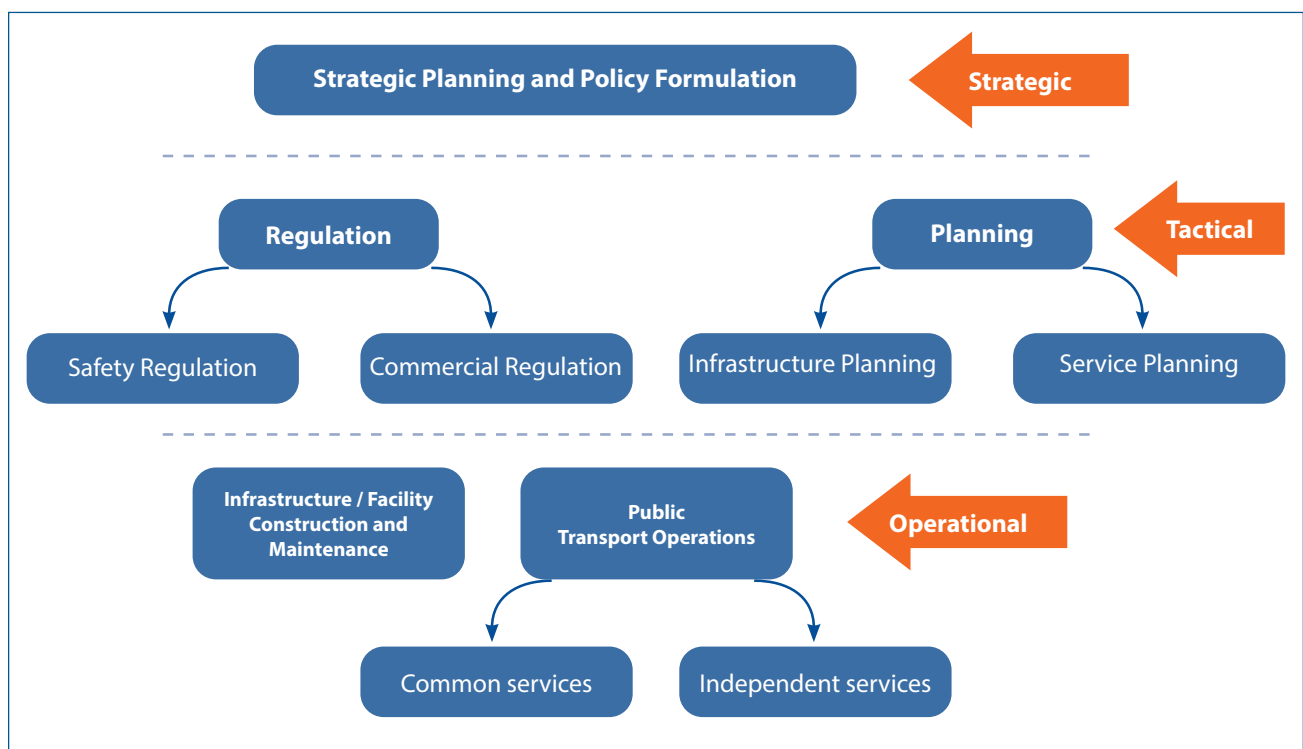 Strategic Planning and Policy Formulation
Strategic
Regulation
Planning
Tactical
Safety Regulation
Commercial Regulation
Infrastructure Planning
Service Planning
Infrastructure / Facility
Construction and
Maintenance
Public
Transport Operations
Operational
Common services
Independent services